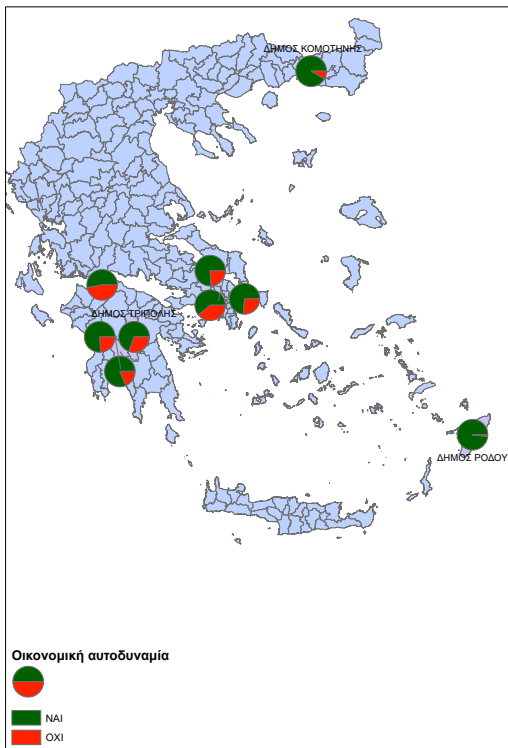 ΔΗΜΟΣ ΚΟΜΟΤΗΝΗΣ
ΔΗΜΟΣ ΤΡΙΠΟΛΗΣ
ΔΗΜΟΣ ΡΟΔΟΥ
Οικονομική αυτοδυναμία
ΝΑΙ
ΟΧΙ